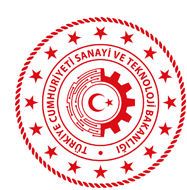 TÜRKİYE CUMHURİYETİ SANAYİ VE TEKNOLOJİ BAKANLIĞI